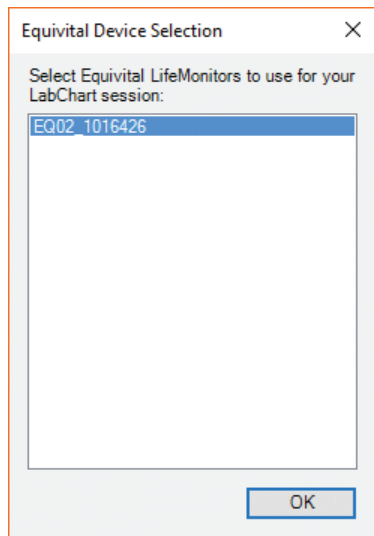 Equivital Device Selection
Select Equivital LifeMonitors to use for your
LabChart session:
EQ02_1016426
OK